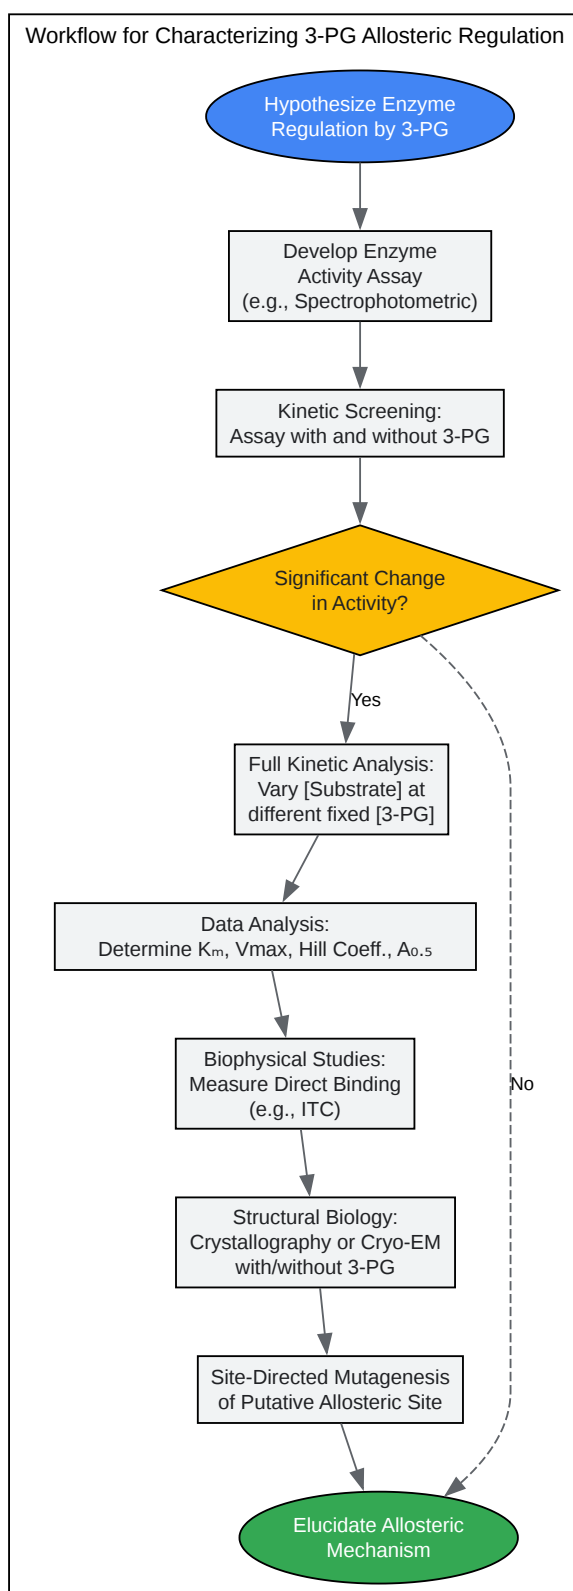 Workflow for Characterizing 3-PG Allosteric Regulation
Hypothesize Enzyme
Regulation by 3-PG
Develop Enzyme
Activity Assay
(e.g., Spectrophotometric)
Kinetic Screening:
Assay with and without 3-PG
Significant Change
in Activity?
Yes
Full Kinetic Analysis:
Vary [Substrate] at
different fixed [3-PG]
Data Analysis:
Determine Kₘ, Vmax, Hill Coeff., A₀.₅
Biophysical Studies:
Measure Direct Binding
(e.g., ITC)
No
Structural Biology:
Crystallography or Cryo-EM
with/without 3-PG
Site-Directed Mutagenesis
of Putative Allosteric Site
Elucidate Allosteric
Mechanism